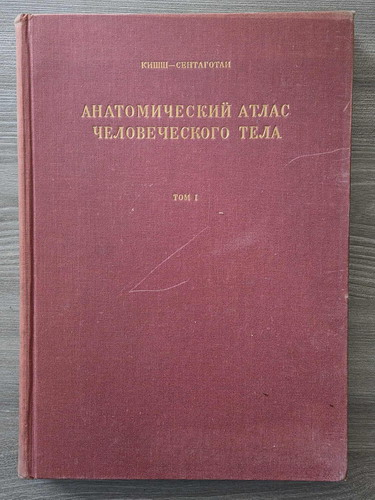 КИШШ—СЕНТАГОТАИ
АНАТОМИЧЕСКИЙ АТЛАС
ЧЕЛОВЕЧЕСКОГО ТЕЛА
ТОМ I